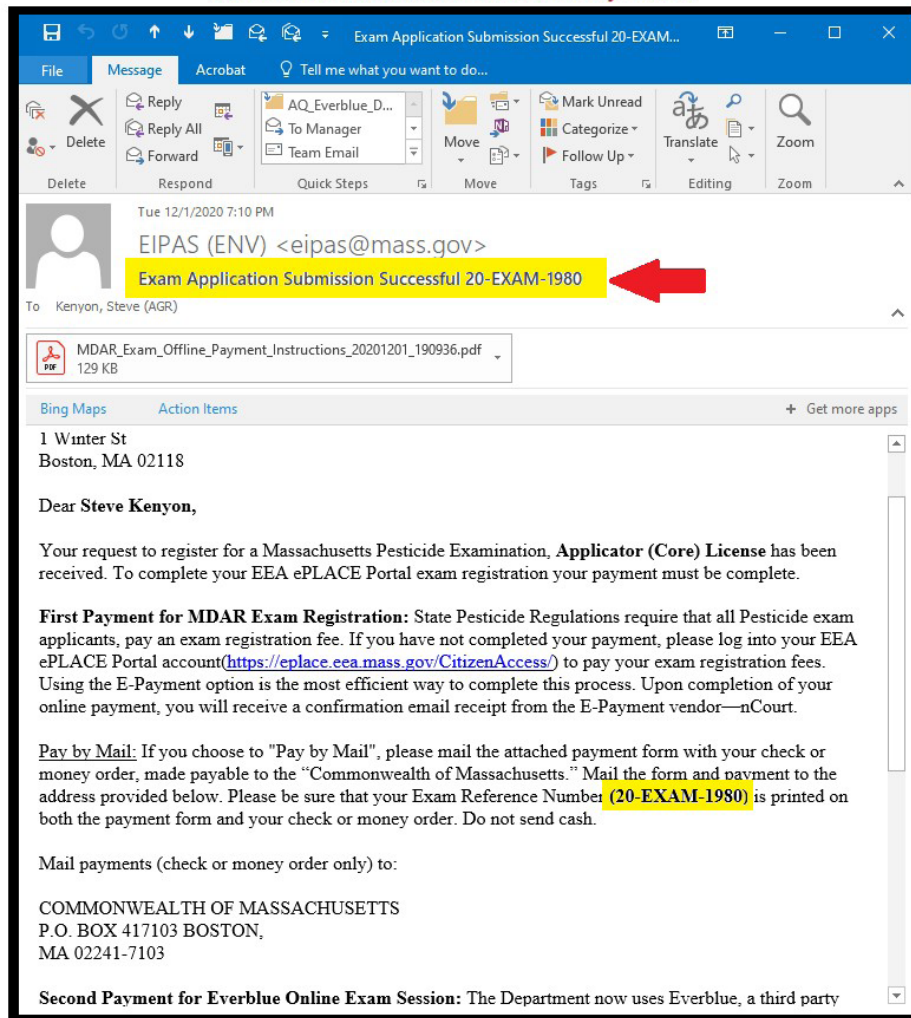 Exam Application Submission Successful 20-EXAM...
File Message Acrobat Tell me what you want to do...
Delete
Reply
Reply All
Forward
AQ_Everblue_D...
To Manager
Team Email
Move
Mark Unread
Categorize
Follow Up
Translate
Zoom
Delete Respond Quick Steps Move Tags Editing Zoom
Tue 12/1/2020 7:10 PM
EIPAS (ENV) <eipas@mass.gov>
Exam Application Submission Successful 20-EXAM-1980
To Kenyon, Steve (AGR)
MDAR_Exam_Offline_Payment_Instructions_20201201_190936.pdf
PDF 129 KB
Bing Maps Action Items + Get more apps
1 Winter St
Boston, MA 02118
Dear Steve Kenyon,
Your request to register for a Massachusetts Pesticide Examination, Applicator (Core) License has been
received. To complete your EEA ePLACE Portal exam registration your payment must be complete.
First Payment for MDAR Exam Registration: State Pesticide Regulations require that all Pesticide exam
applicants, pay an exam registration fee. If you have not completed your payment, please log into your EEA
ePLACE Portal account(https://eplace.eea.mass.gov/CitizenAccess/) to pay your exam registration fees.
Using the E-Payment option is the most efficient way to complete this process. Upon completion of your
online payment, you will receive a confirmation email receipt from the E-Payment vendor—nCourt.
Pay by Mail: If you choose to "Pay by Mail", please mail the attached payment form with your check or
money order, made payable to the “Commonwealth of Massachusetts.” Mail the form and payment to the
address provided below. Please be sure that your Exam Reference Number (20-EXAM-1980) is printed on
both the payment form and your check or money order. Do not send cash.
Mail payments (check or money order only) to:
COMMONWEALTH OF MASSACHUSETTS
P.O. BOX 417103 BOSTON,
MA 02241-7103
Second Payment for Everblue Online Exam Session: The Department now uses Everblue, a third party